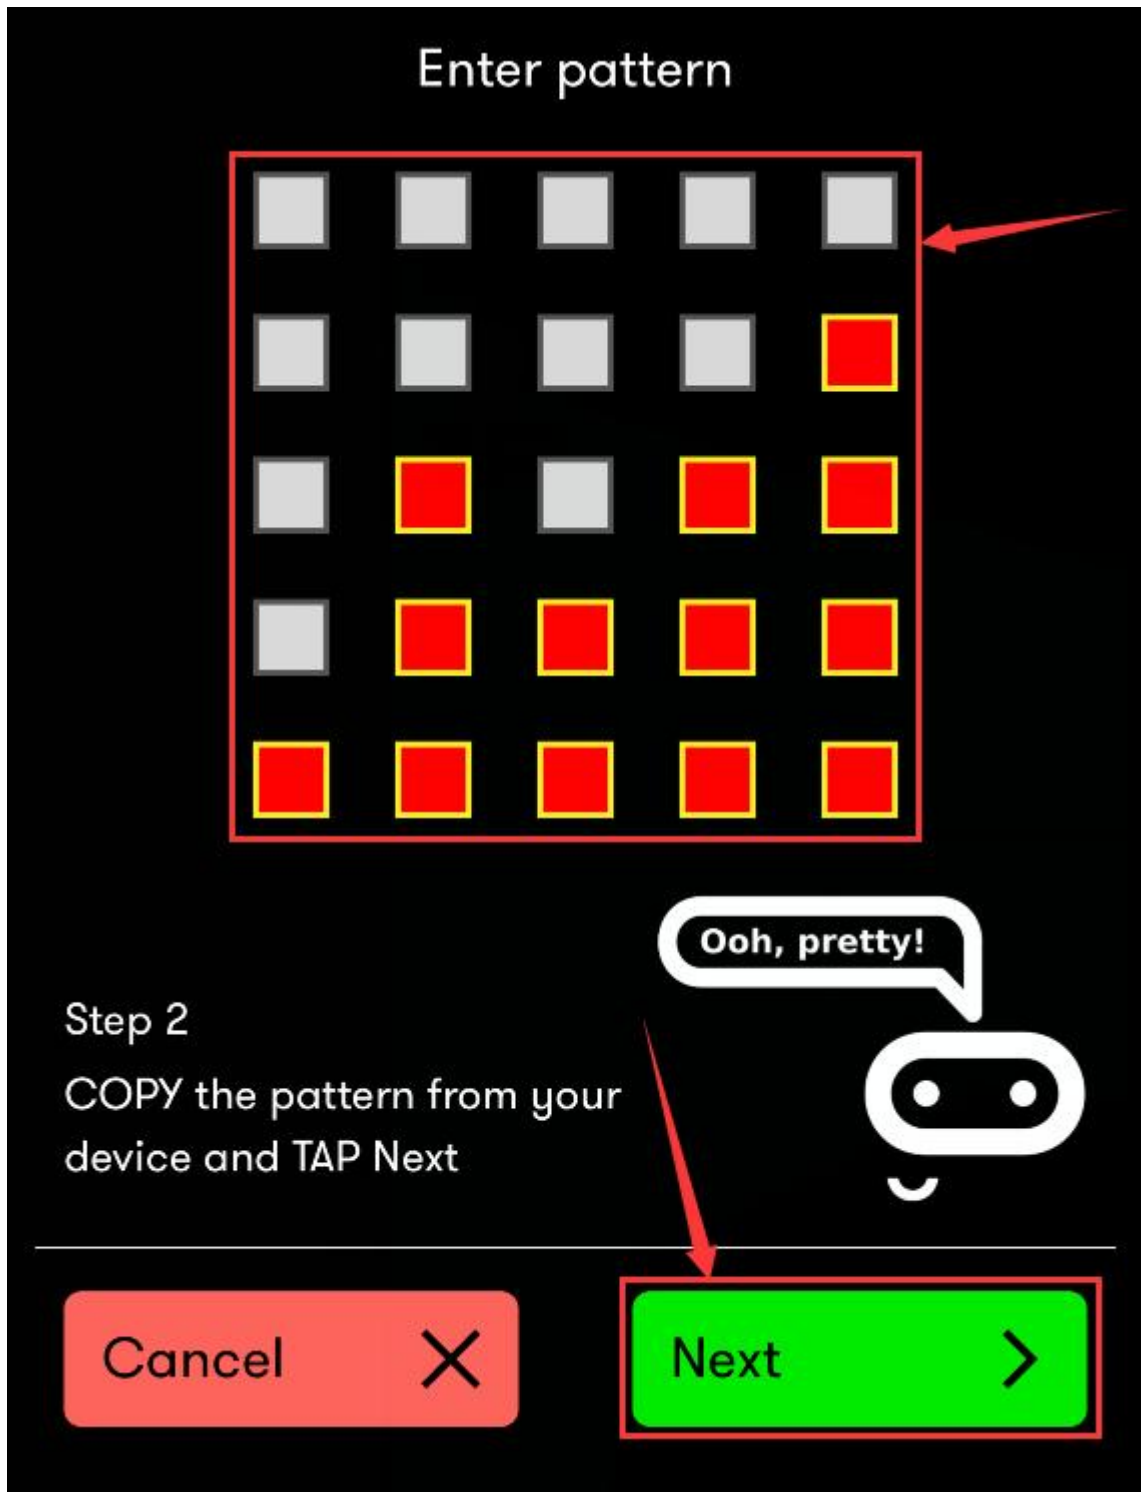 Enter pattern
Ooh, pretty!
Step 2
COPY the pattern from your
device and TAP Next
Cancel
Next